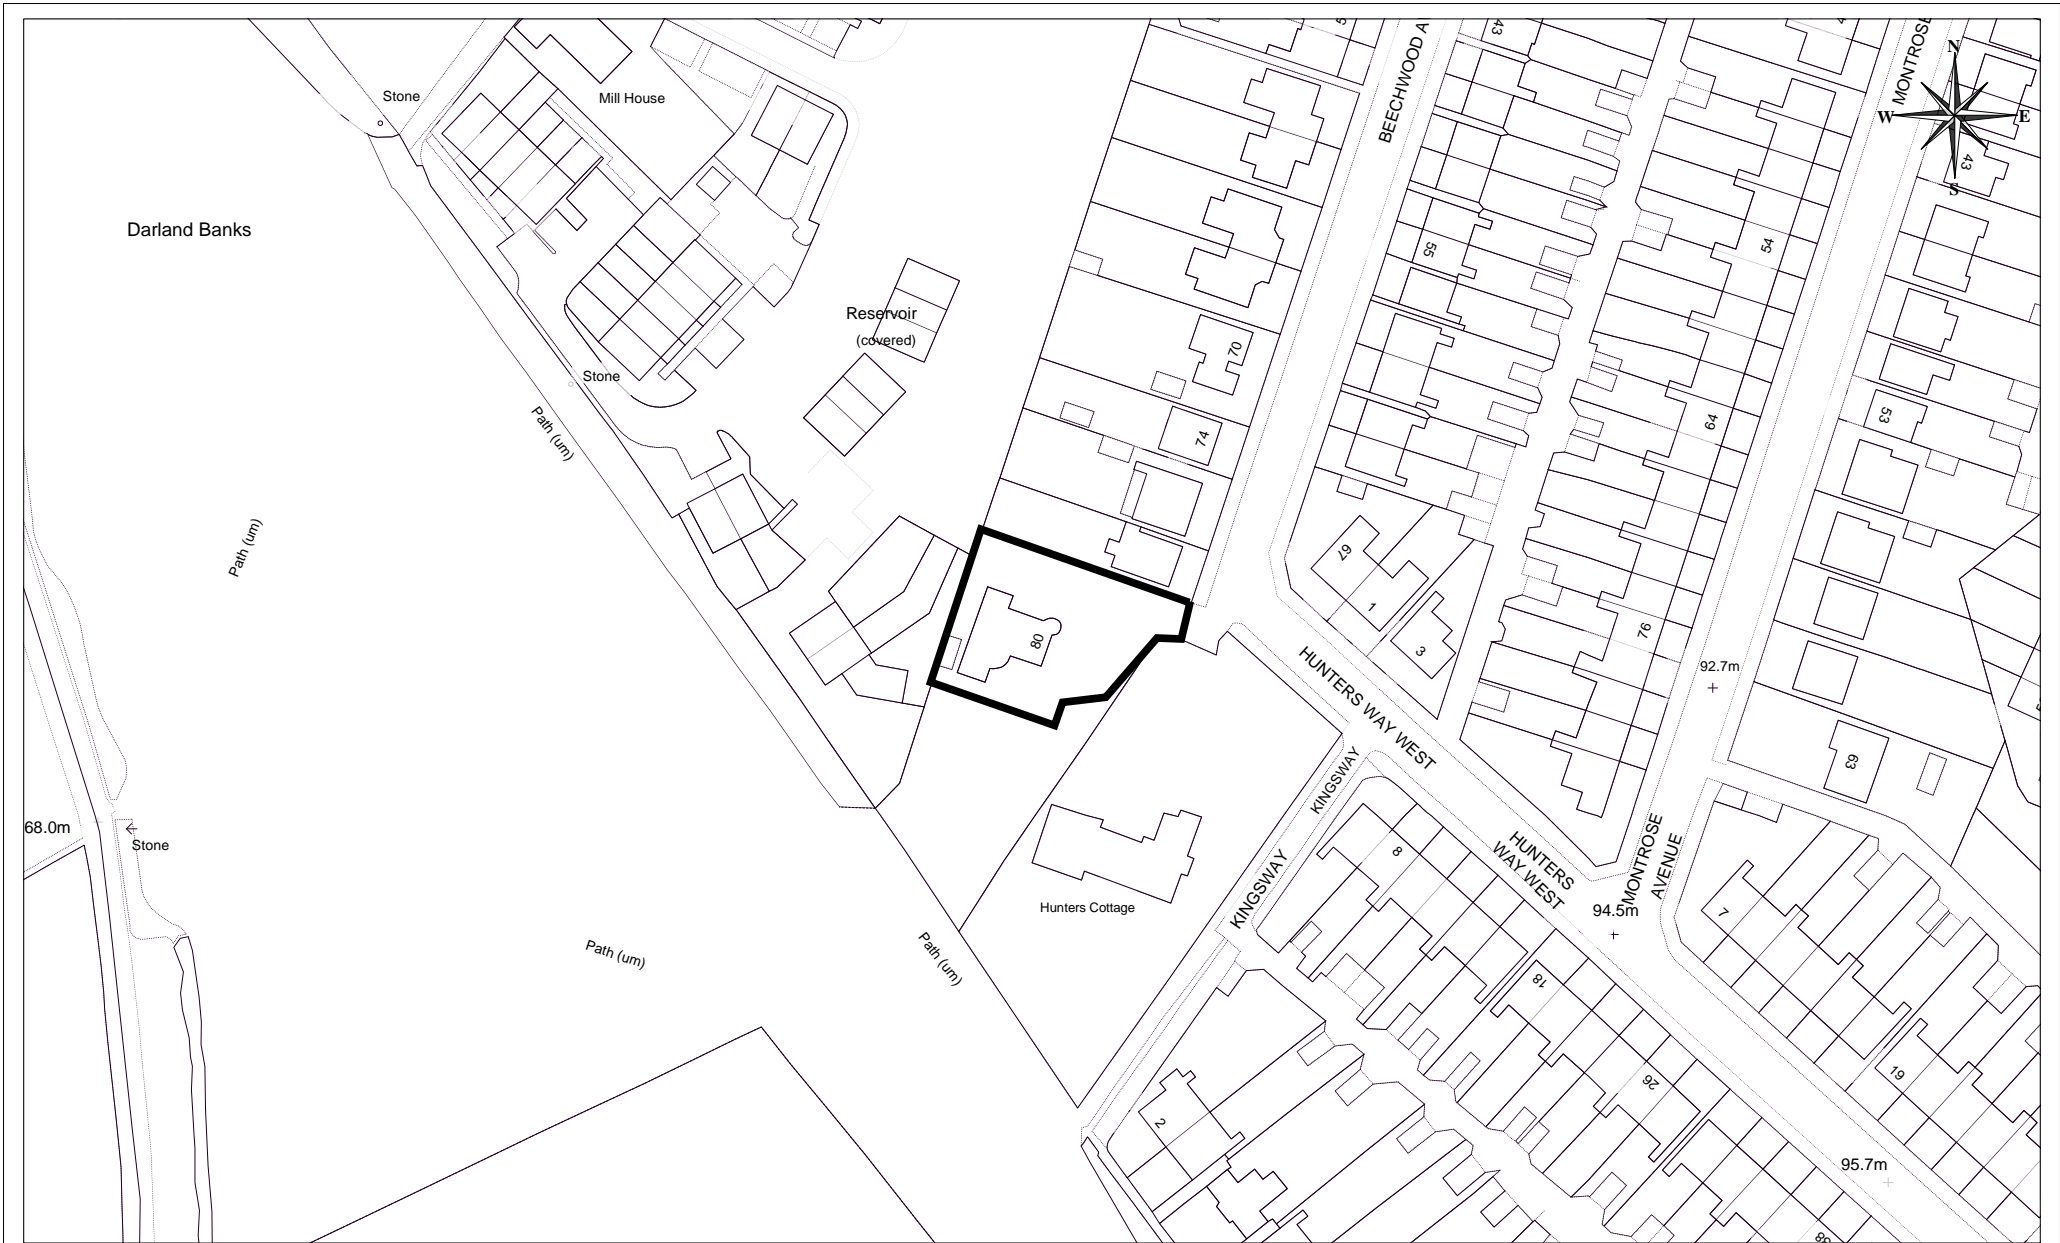 43
BEECHWOOD A
MONTROSE
N
W
E
S
43
Stone
Mill House
Darland Banks
55
54
Reservoir
(covered)
70
Stone
Path (um)
74
64
53
Path (um)
67
1
3
80
76
HUNTERS WAY WEST
92.7m
KINGSWAY
63
68.0m
Stone
8
HUNTERS
WAY WEST
MONTROSE
AVENUE
KINGSWAY
Hunters Cottage
94.5m
7
Path (um)
Path (um)
18
26
19
2
95.7m
38